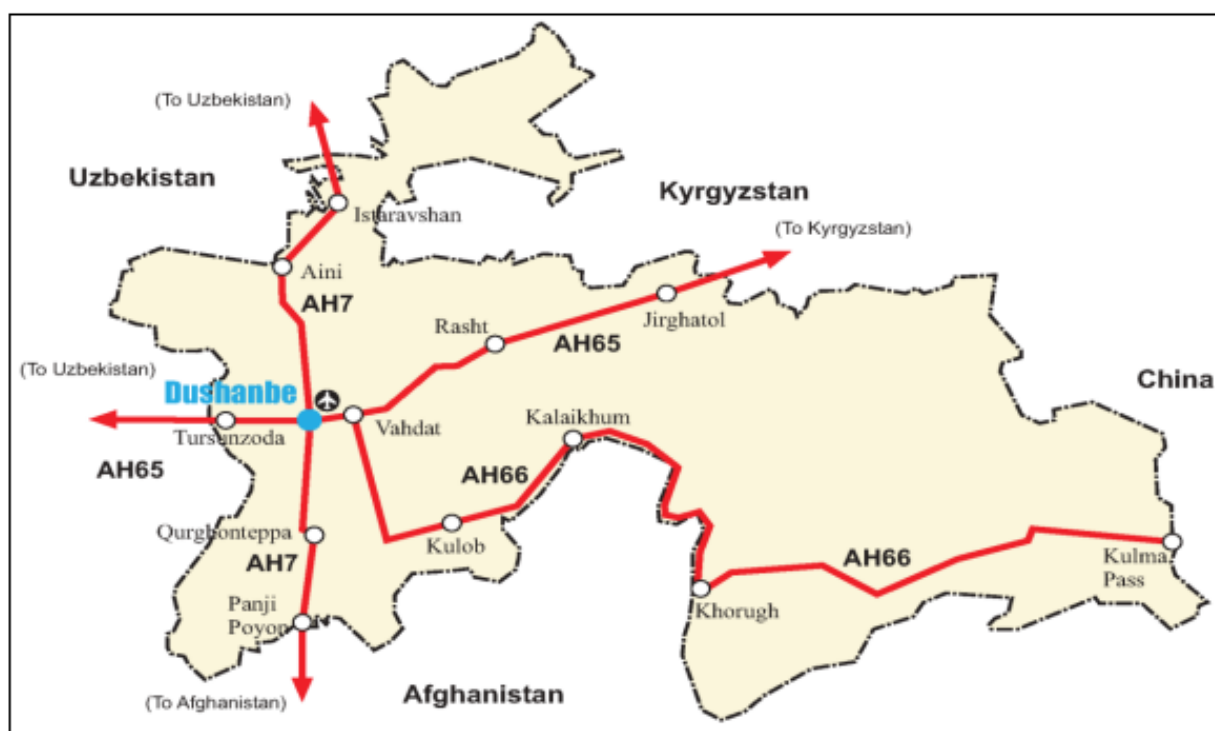 (To Uzbekistan)
Uzbekistan
Kyrgyzstan
Istaravshan
(To Kyrgyzstan)
Aini
AH7
Jirghatol
Rasht
AH65
(To Uzbekistan)
Dushanbe
China
Kalaikhum
Tursunzoda
Vahdat
AH65
AH66
Qurghonteppa
Kulob
AH7
AH66
Kulma
Pass
Panji
Poyon
Khorugh
Afghanistan
(To Afghanistan)